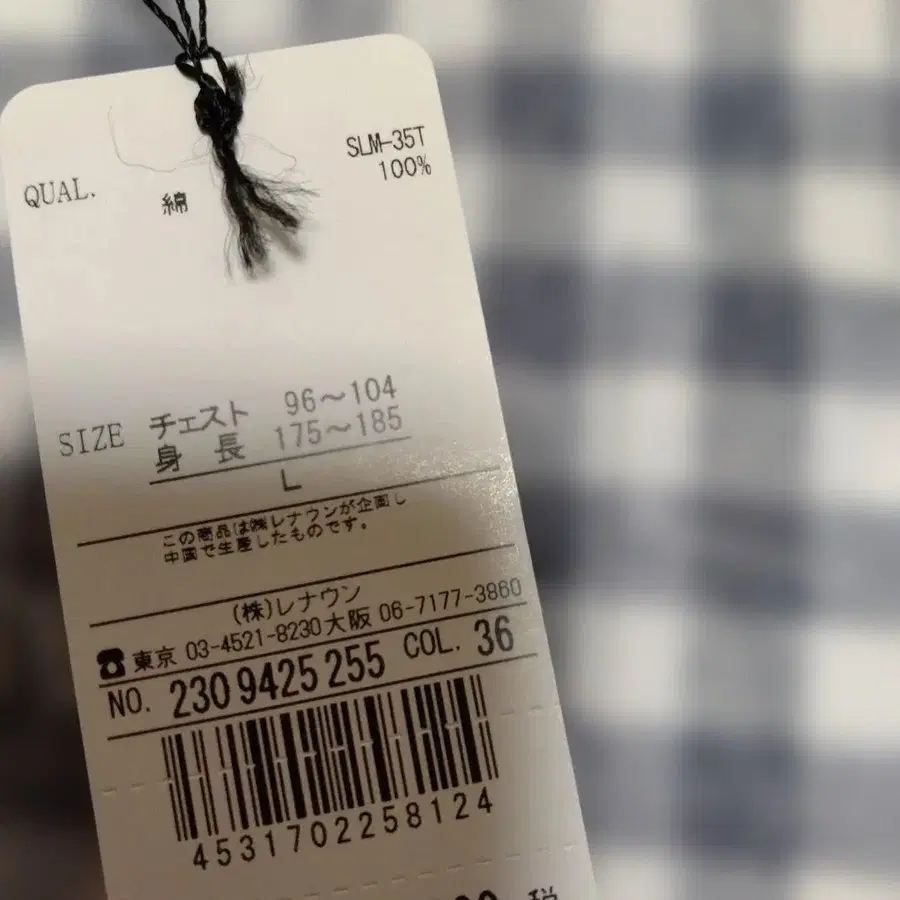 SLM-35T
QUAL. 綿 100%
SIZE チェスト 96～104
身長 175～185
L
この商品は㈱レナウンが企画し
中国で生産したものです。
(株)レナウン
☎東京 03-4521-8230 大阪 06-7177-3860
NO. 230 9425 255 COL. 36
4531702258124
税